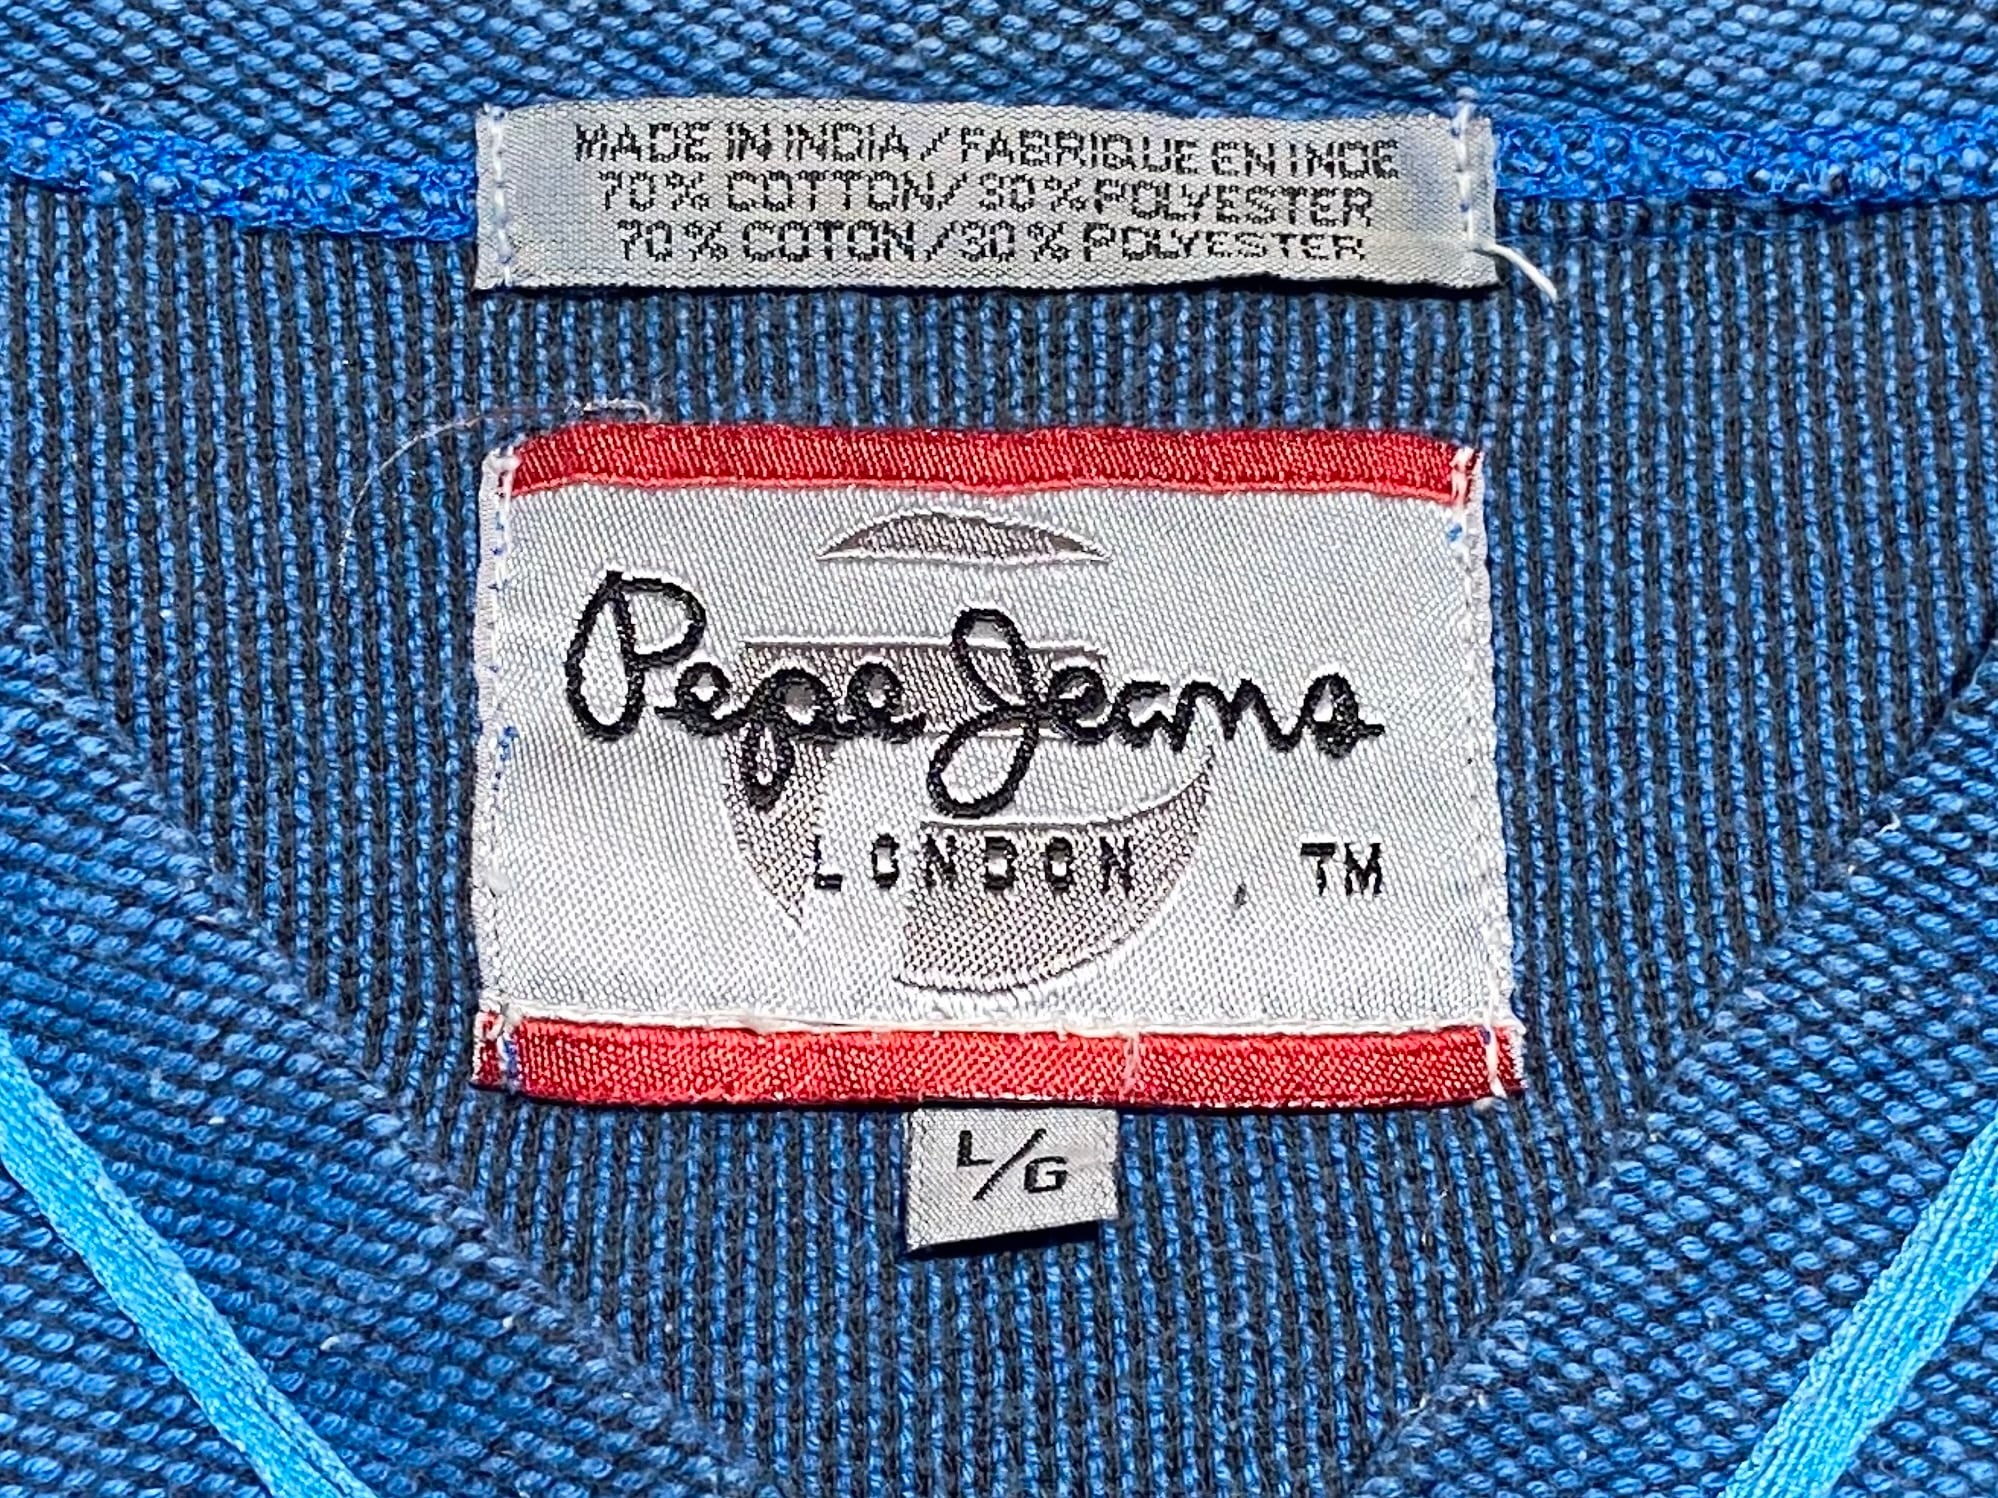 MADE IN INDIA / FABRIQUE EN INDE
70% COTTON / 30% POLYESTER
70% COTON / 30% POLYESTER
Pepe Jeans
LONDON TM
L/G